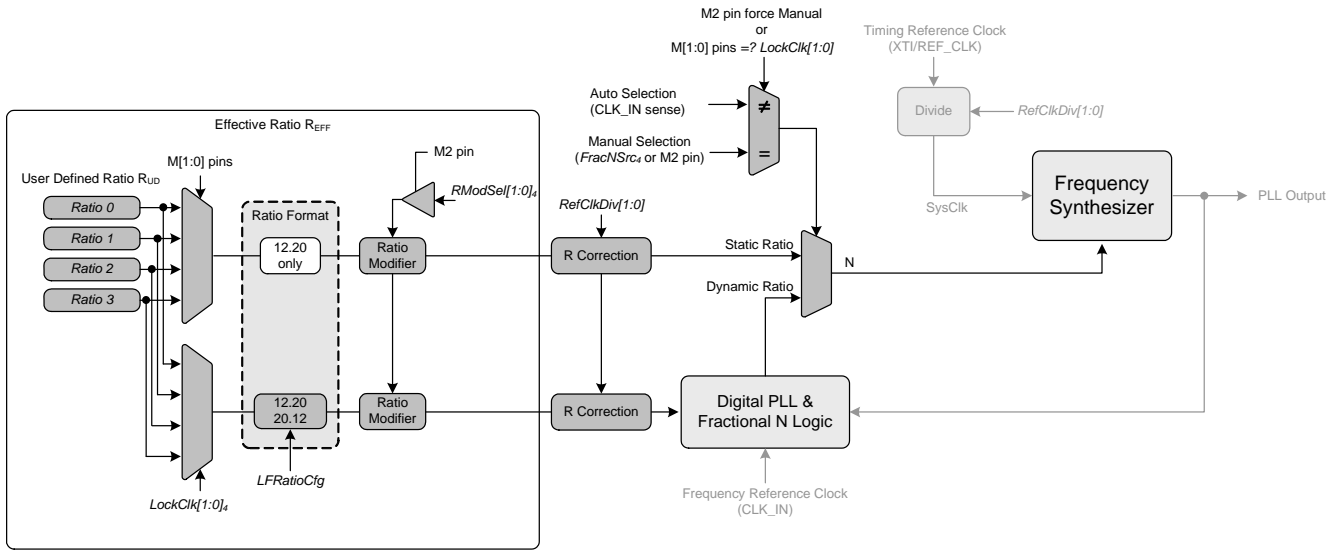 M2 pin force Manual
or
M[1:0] pins =? LockClk[1:0]
Timing Reference Clock
(XTI/REF_CLK)
Auto Selection
(CLK_IN sense)
≠
Divide
RefClkDiv[1:0]
Effective Ratio REFF
Manual Selection
(FracNSrc4 or M2 pin)
=
M[1:0] pins
M2 pin
User Defined Ratio RUD
RModSel[1:0]4
Frequency
Synthesizer
PLL Output
SysClk
Ratio 0
Ratio 1
Ratio 2
Ratio 3
Ratio Format
RefClkDiv[1:0]
12.20
only
Ratio
Modifier
R Correction
Static Ratio
N
Dynamic Ratio
12.20
20.12
Ratio
Modifier
R Correction
Digital PLL &
Fractional N Logic
LFRatioCfg
LockClk[1:0]4
Frequency Reference Clock
(CLK_IN)